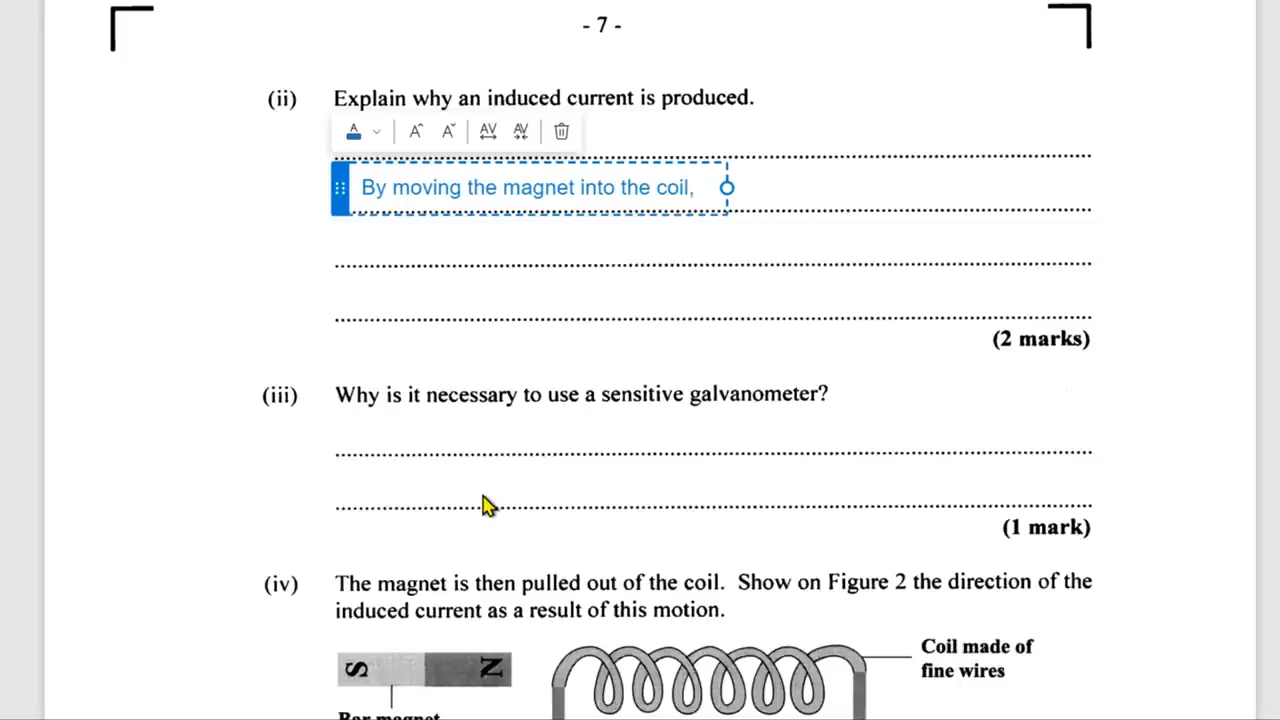 - 7 -
(ii) Explain why an induced current is produced.
By moving the magnet into the coil,
(2 marks)
(iii) Why is it necessary to use a sensitive galvanometer?
(1 mark)
(iv) The magnet is then pulled out of the coil. Show on Figure 2 the direction of the
induced current as a result of this motion.
Coil made of
fine wires
S N
Bar magnet